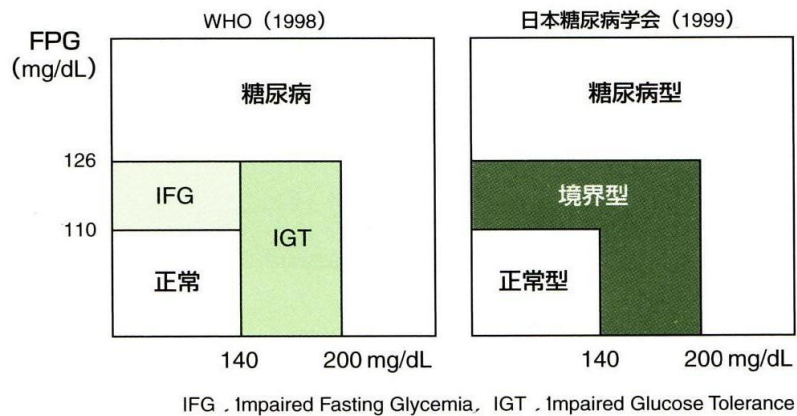 WHO（1998）
日本糖尿病学会（1999）
FPG
(mg/dL)
糖尿病
糖尿病型
126
IFG
境界型
110
IGT
正常
正常型
140
200 mg/dL
140
200 mg/dL
IFG ，1mpaired Fasting Glycemia, IGT ．1mpaired Glucose Tolerance